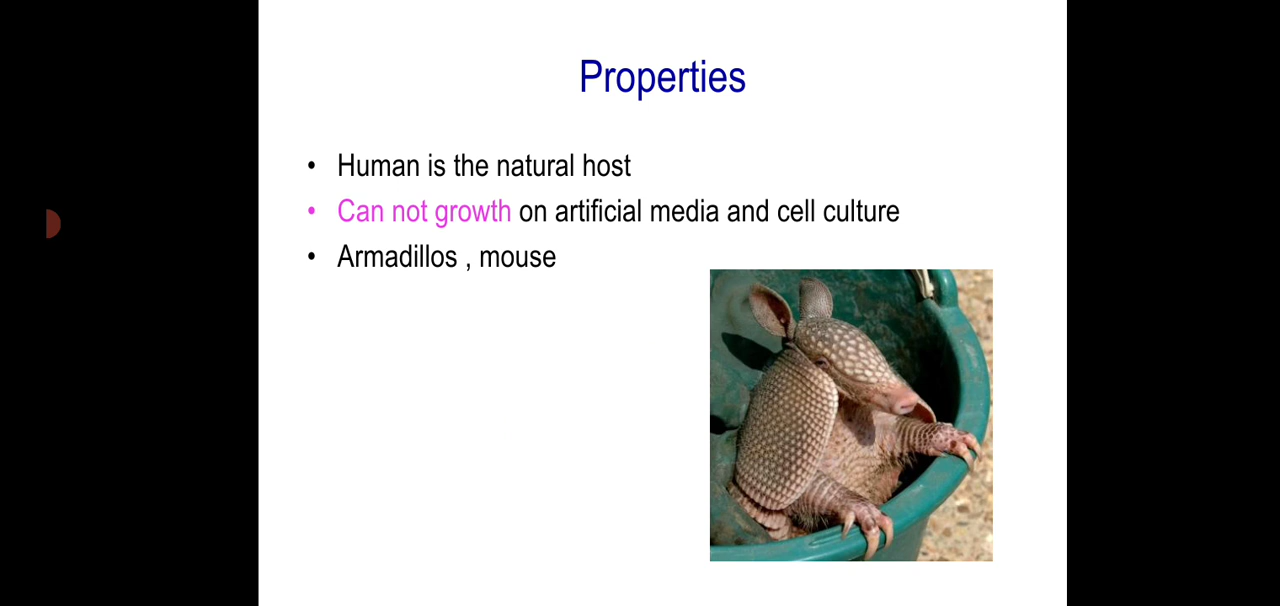 Properties
• Human is the natural host
• Can not growth on artificial media and cell culture
• Armadillos , mouse